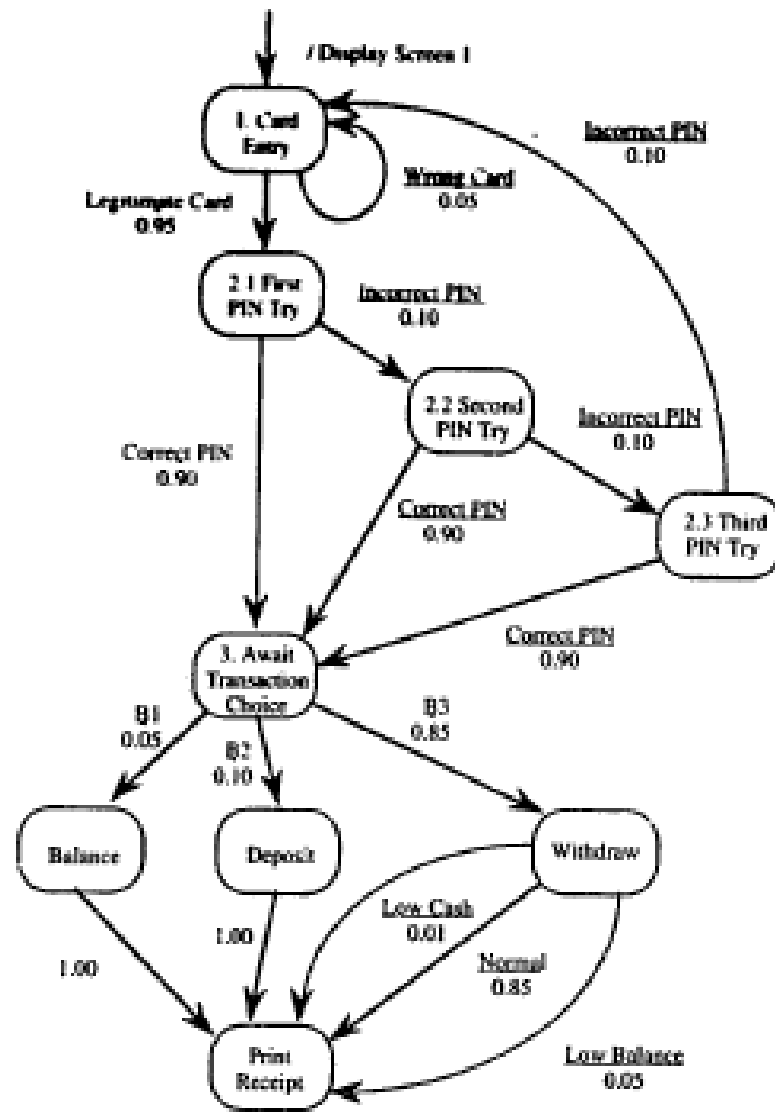 / Display Screen 1
1. Card
Entry
Incorrect PIN
0.10
Wrong Card
0.05
Legitimate Card
0.95
2.1 First
PIN Try
Incorrect PIN
0.10
2.2 Second
PIN Try
Incorrect PIN
0.10
Correct PIN
0.90
Correct PIN
0.90
2.3 Third
PIN Try
Correct PIN
0.90
3. Await
Transaction
Choice
B1
0.05
B2
0.10
B3
0.85
Balance
Deposit
Withdraw
Low Cash
0.01
1.00
1.00
Normal
0.85
Print
Receipt
Low Balance
0.05